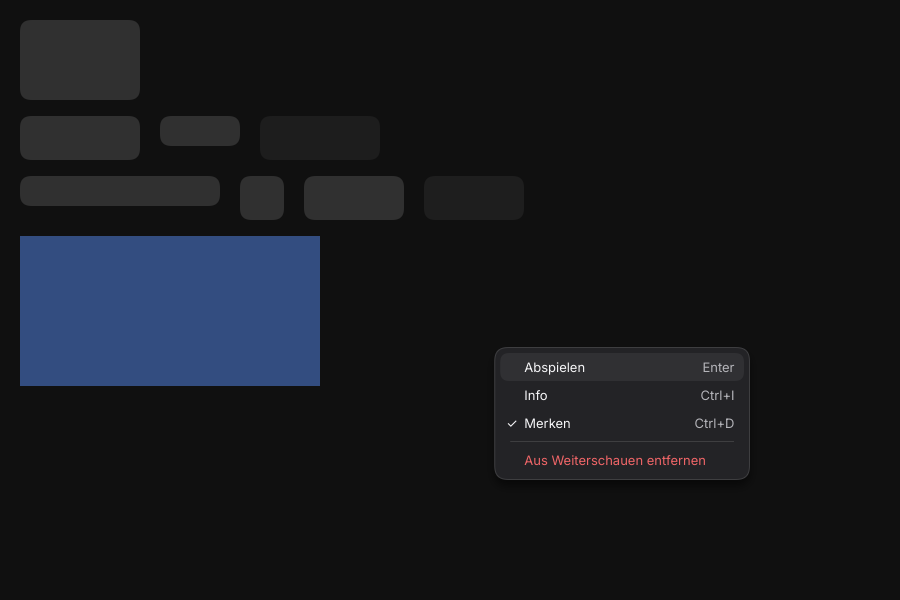 Abspielen Enter
Info Ctrl+I
Merken Ctrl+D
Aus Weiterschauen entfernen